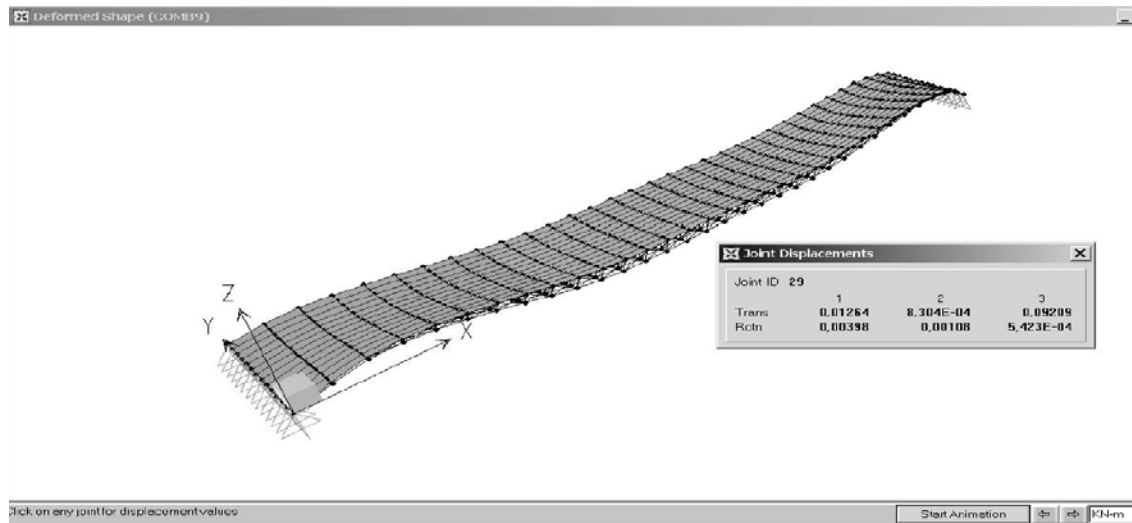 Deformed Shape (COMB9)
Z
Y
X
Joint Displacements
Joint ID 29
1 2 3
Trans 0,01264 8,304E-04 0,09209
Rotn 0,00398 0,00108 5,423E-04
Click on any joint for displacement values
Start Animation
KN-m